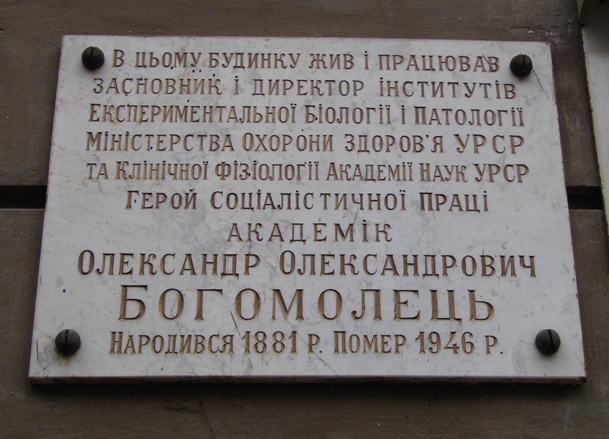 В ЦЬОМУ БУДИНКУ ЖИВ І ПРАЦЮВАВ
ЗАСНОВНИК І ДИРЕКТОР ІНСТИТУТІВ
ЕКСПЕРИМЕНТАЛЬНОЇ БІОЛОГІЇ І ПАТОЛОГІЇ
МІНІСТЕРСТВА ОХОРОНИ ЗДОРОВ'Я УРСР
ТА КЛІНІЧНОЇ ФІЗІОЛОГІЇ АКАДЕМІЇ НАУК УРСР
ГЕРОЙ СОЦІАЛІСТИЧНОЇ ПРАЦІ
АКАДЕМІК
ОЛЕКСАНДР ОЛЕКСАНДРОВИЧ
БОГОМОЛЕЦЬ
НАРОДИВСЯ 1881 р. ПОМЕР 1946 р.